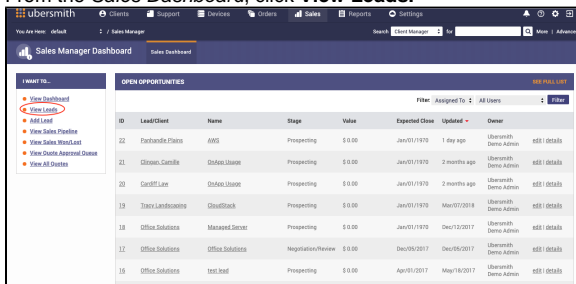 From the Sales Dashboard, click View Leads.
ubersmith Clients Support Devices Orders Sales Reports Settings
You Are Here: default / Sales Manager Search Client Manager for More | Advance
Sales Manager Dashboard Sales Dashboard
I WANT TO...
View Dashboard
View Leads
Add Lead
View Sales Pipeline
View Sales Won/Lost
View Quote Approval Queue
View All Quotes
OPEN OPPORTUNITIES SEE FULL LIST
Filter: Assigned To All Users Filter
ID Lead/Client Name Stage Value Expected Close Updated Owner
22 Panhandle Plains AWS Prospecting $ 0.00 Jan/01/1970 1 day ago Ubersmith Demo Admin edit | details
21 Clingan, Camille OnApp Usage Prospecting $ 0.00 Jan/01/1970 2 months ago Ubersmith Demo Admin edit | details
20 Cardiff Law OnApp Usage Prospecting $ 0.00 Jan/01/1970 2 months ago Ubersmith Demo Admin edit | details
19 Tracy Landscaping CloudStack Prospecting $ 0.00 Jan/01/1970 Mar/07/2018 Ubersmith Demo Admin edit | details
18 Office Solutions Managed Server Prospecting $ 0.00 Jan/01/1970 Dec/12/2017 Ubersmith Demo Admin edit | details
17 Office Solutions Office Solutions Negotiation/Review $ 0.00 Dec/05/2017 Dec/05/2017 Ubersmith Demo Admin edit | details
16 Office Solutions test lead Prospecting $ 0.00 Apr/01/2017 May/18/2017 Ubersmith Demo Admin edit | details